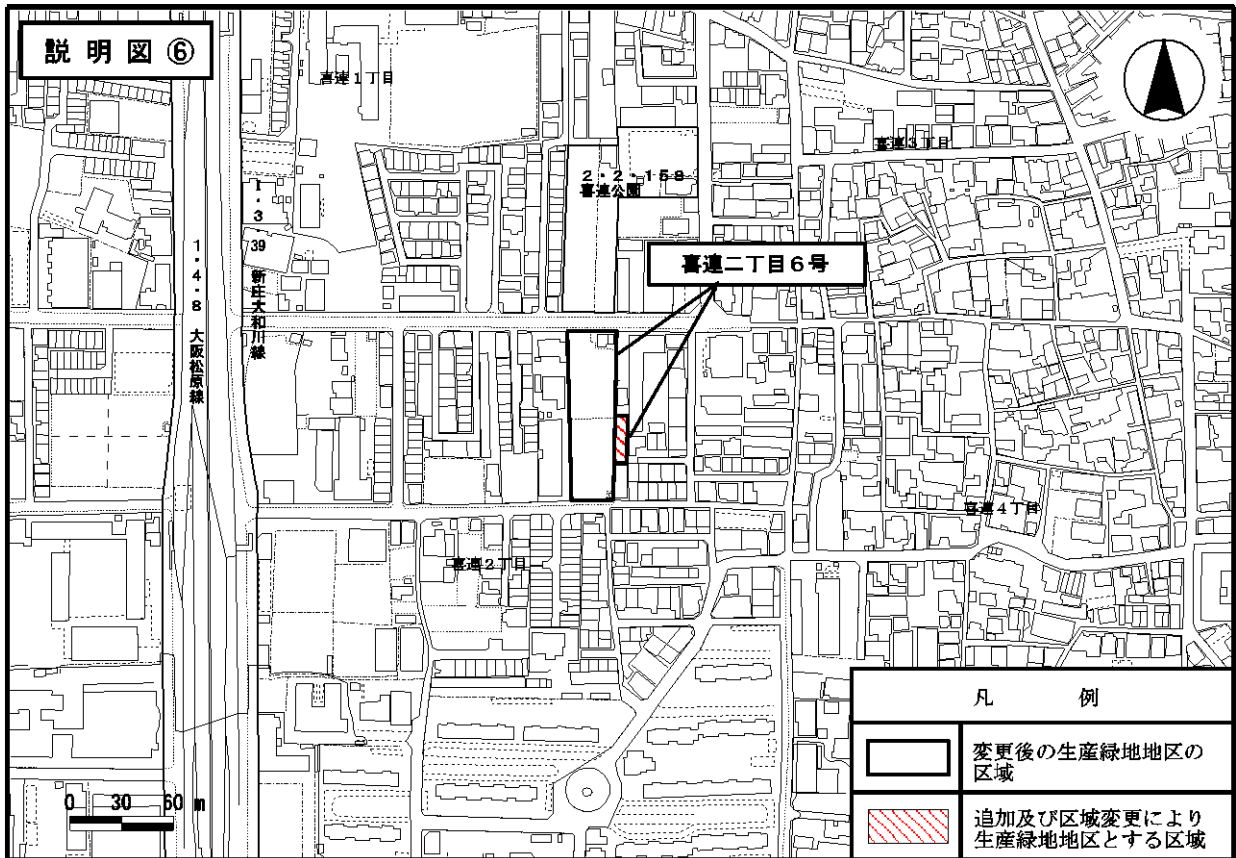 説明図⑥
喜連1丁目
喜連3丁目
2・2・158
喜連公園
1・3
39
新庄大和川線
1・4・8 大阪松原線
喜連二丁目6号
喜連4丁目
喜連2丁目
0 30 60 m
凡 例
変更後の生産緑地地区の
区域
追加及び区域変更により
生産緑地地区とする区域